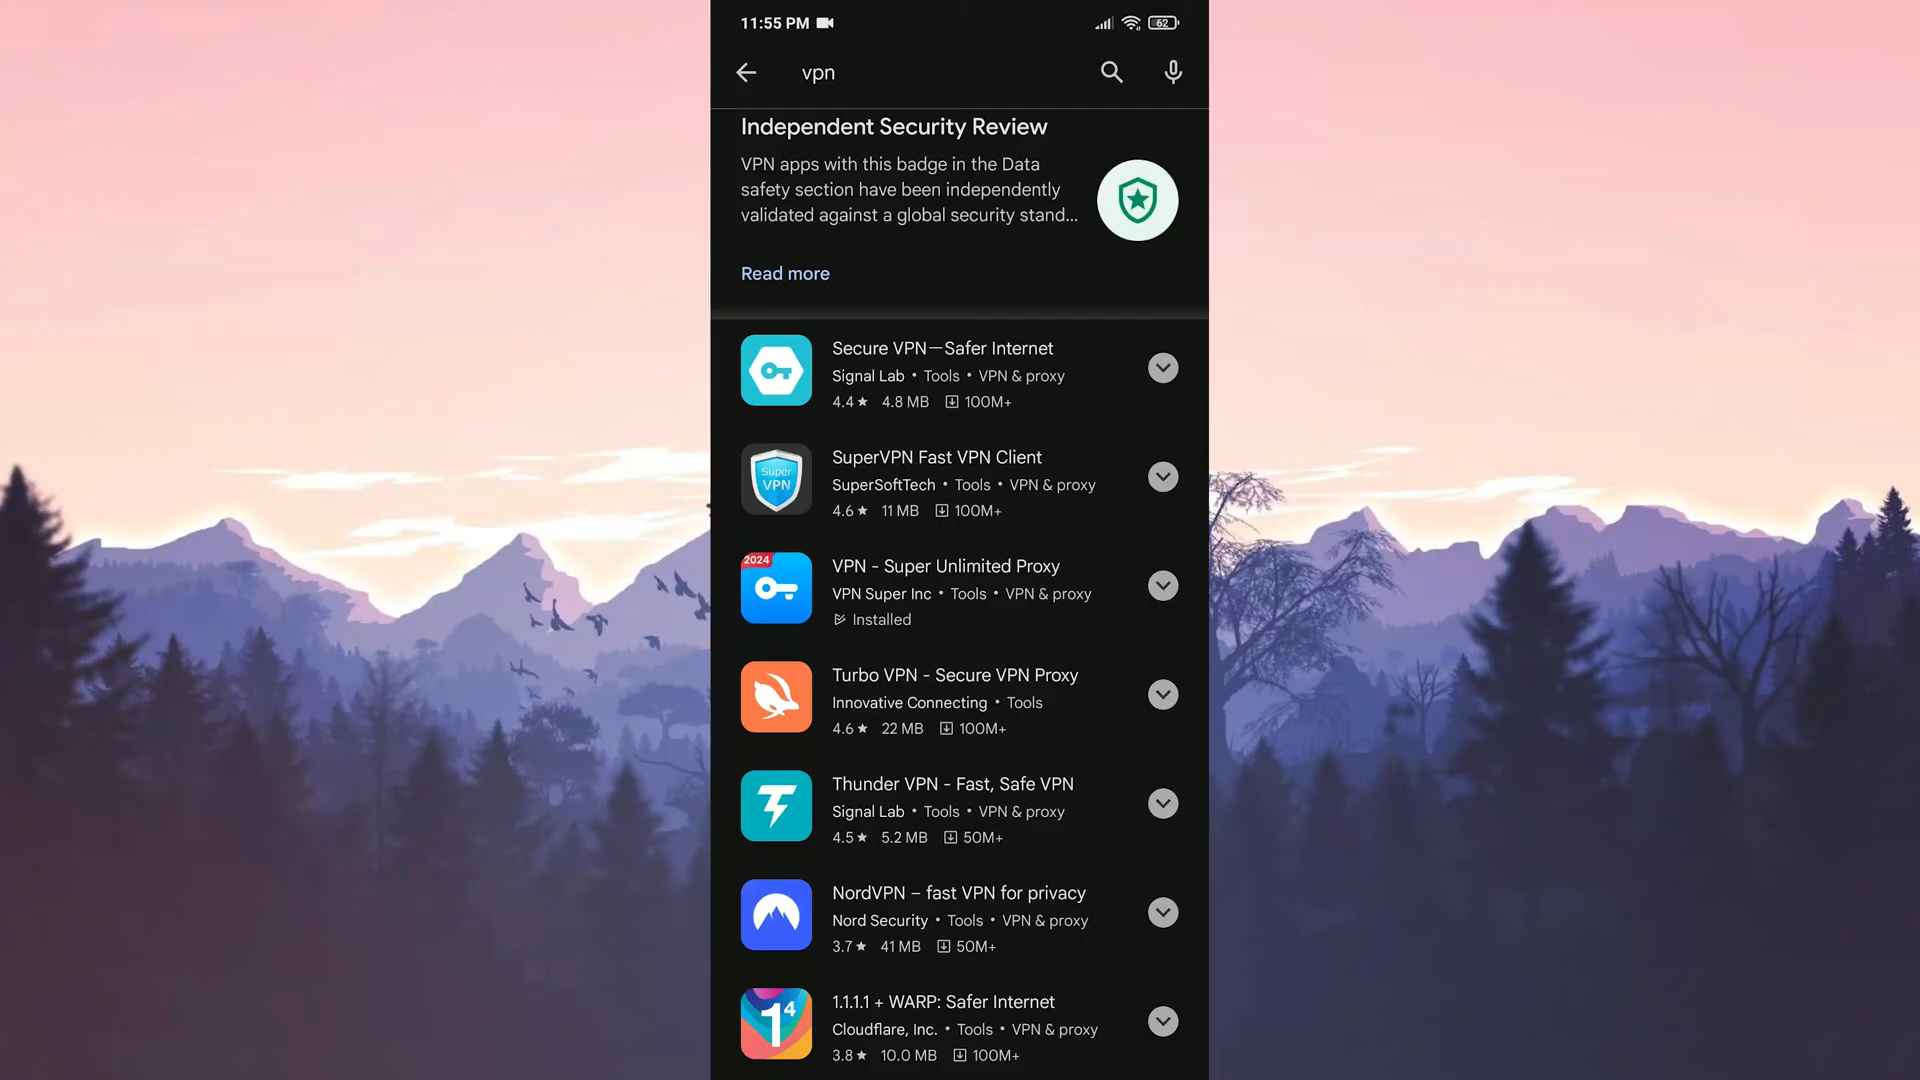 11:55 PM
62
vpn
Independent Security Review
VPN apps with this badge in the Data
safety section have been independently
validated against a global security stand...
Read more
Secure VPN—Safer Internet
Signal Lab • Tools • VPN & proxy
4.4★ 4.8 MB 100M+
Super
VPN
SuperVPN Fast VPN Client
SuperSoftTech • Tools • VPN & proxy
4.6★ 11 MB 100M+
2024
VPN - Super Unlimited Proxy
VPN Super Inc • Tools • VPN & proxy
Installed
Turbo VPN - Secure VPN Proxy
Innovative Connecting • Tools
4.6★ 22 MB 100M+
Thunder VPN - Fast, Safe VPN
Signal Lab • Tools • VPN & proxy
4.5★ 5.2 MB 50M+
NordVPN – fast VPN for privacy
Nord Security • Tools • VPN & proxy
3.7★ 41 MB 50M+
1⁴
1.1.1.1 + WARP: Safer Internet
Cloudflare, Inc. • Tools • VPN & proxy
3.8★ 10.0 MB 100M+